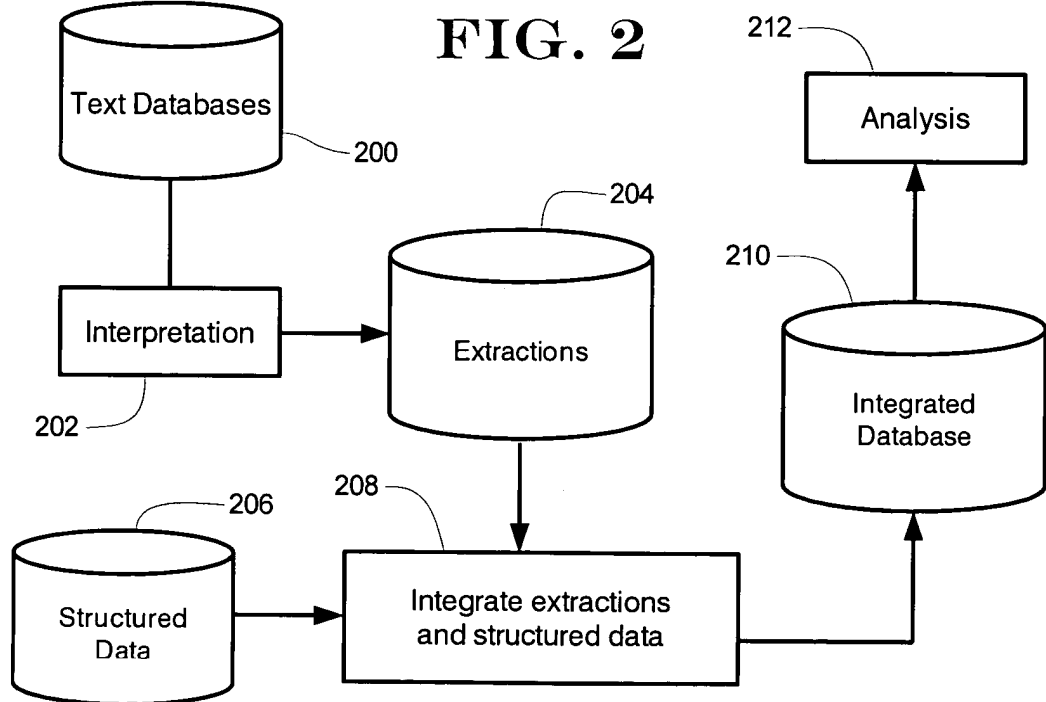 FIG. 2
212
Text Databases
Analysis
200
204
210
Interpretation
Extractions
202
Integrated
Database
208
206
Integrate extractions
and structured data
Structured
Data